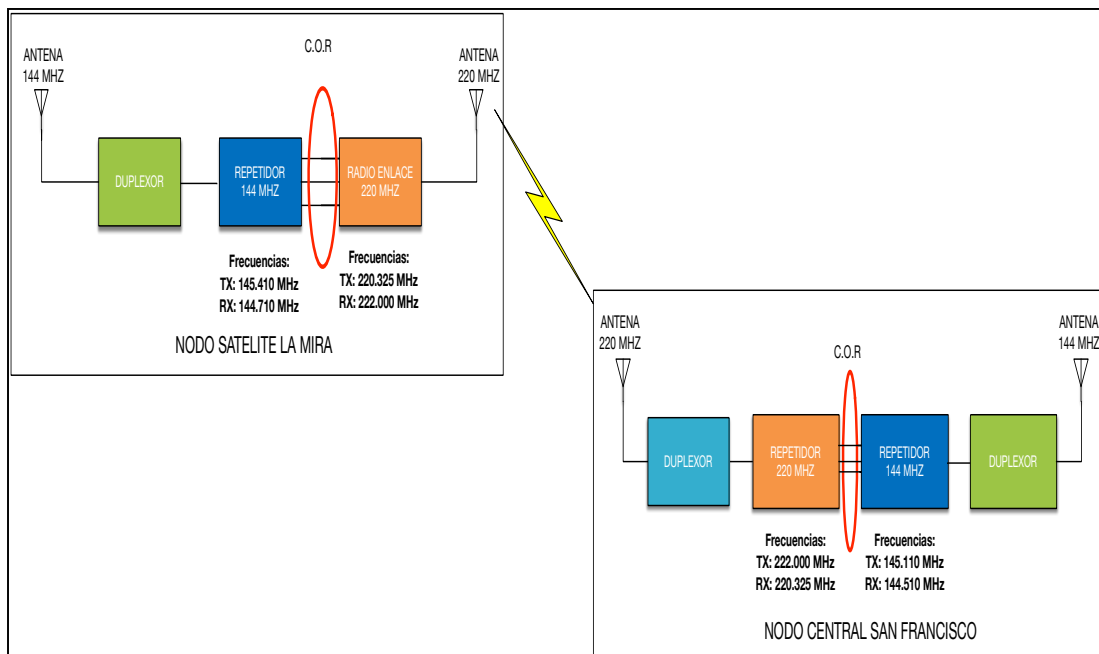 C.O.R
ANTENA
144 MHZ
ANTENA
220 MHZ
DUPLEXOR
REPETIDOR
144 MHZ
RADIO ENLACE
220 MHZ
Frecuencias:
TX: 145.410 MHz
RX: 144.710 MHz
Frecuencias:
TX: 220.325 MHz
RX: 222.000 MHz
NODO SATELITE LA MIRA
ANTENA
220 MHZ
C.O.R
ANTENA
144 MHZ
DUPLEXOR
REPETIDOR
220 MHZ
REPETIDOR
144 MHZ
DUPLEXOR
Frecuencias:
TX: 222.000 MHz
RX: 220.325 MHz
Frecuencias:
TX: 145.110 MHz
RX: 144.510 MHz
NODO CENTRAL SAN FRANCISCO